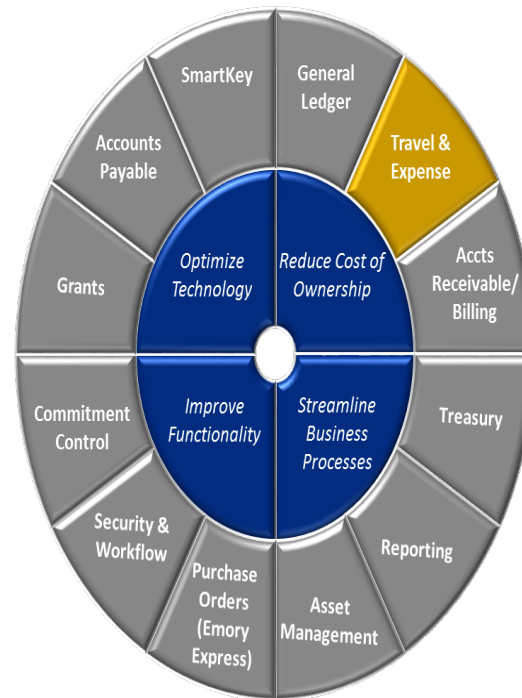 SmartKey
General
Ledger
Travel &
Expense
Accts
Receivable/
Billing
Treasury
Reporting
Asset
Management
Purchase
Orders
(Emory
Express)
Security &
Workflow
Commitment
Control
Grants
Accounts
Payable
Optimize
Technology
Reduce Cost of
Ownership
Improve
Functionality
Streamline
Business
Processes